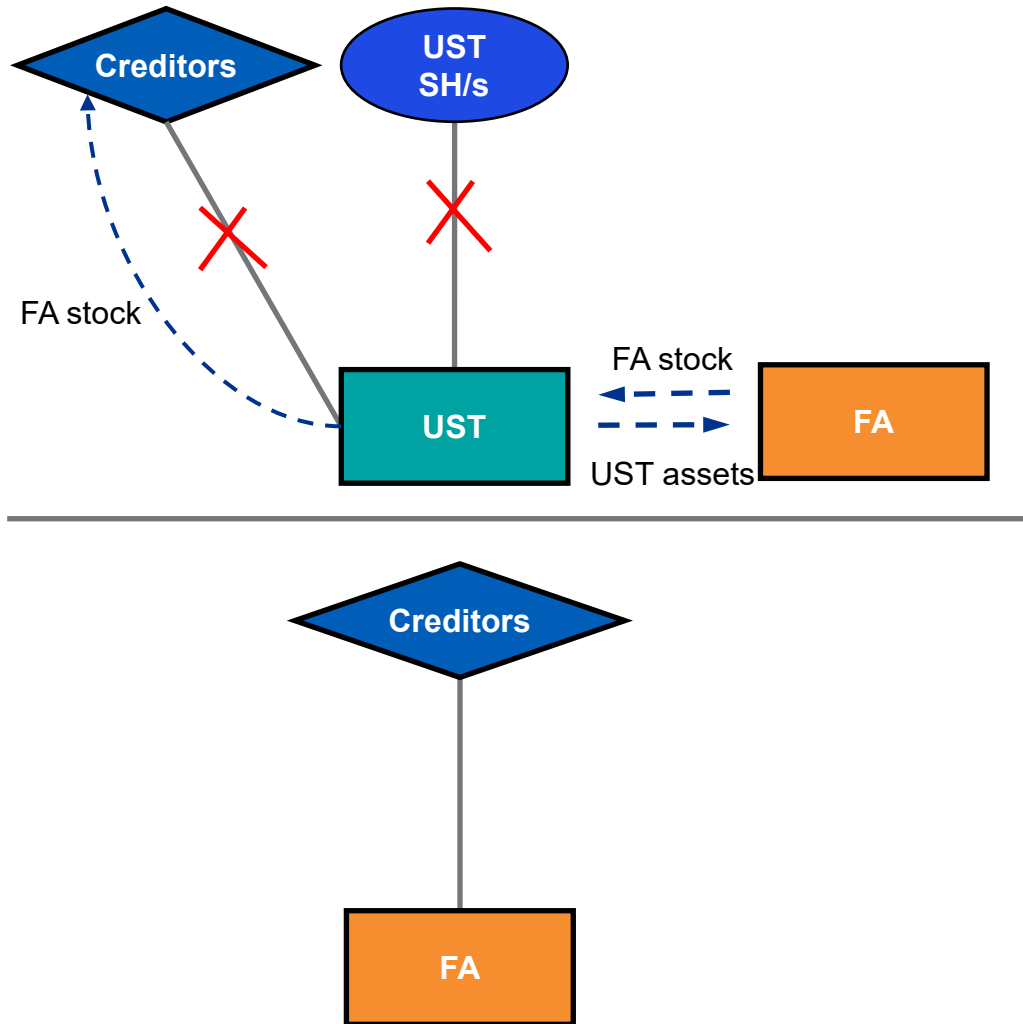 Creditors
UST
SH/s
FA stock
FA stock
UST
FA
UST assets
Creditors
FA